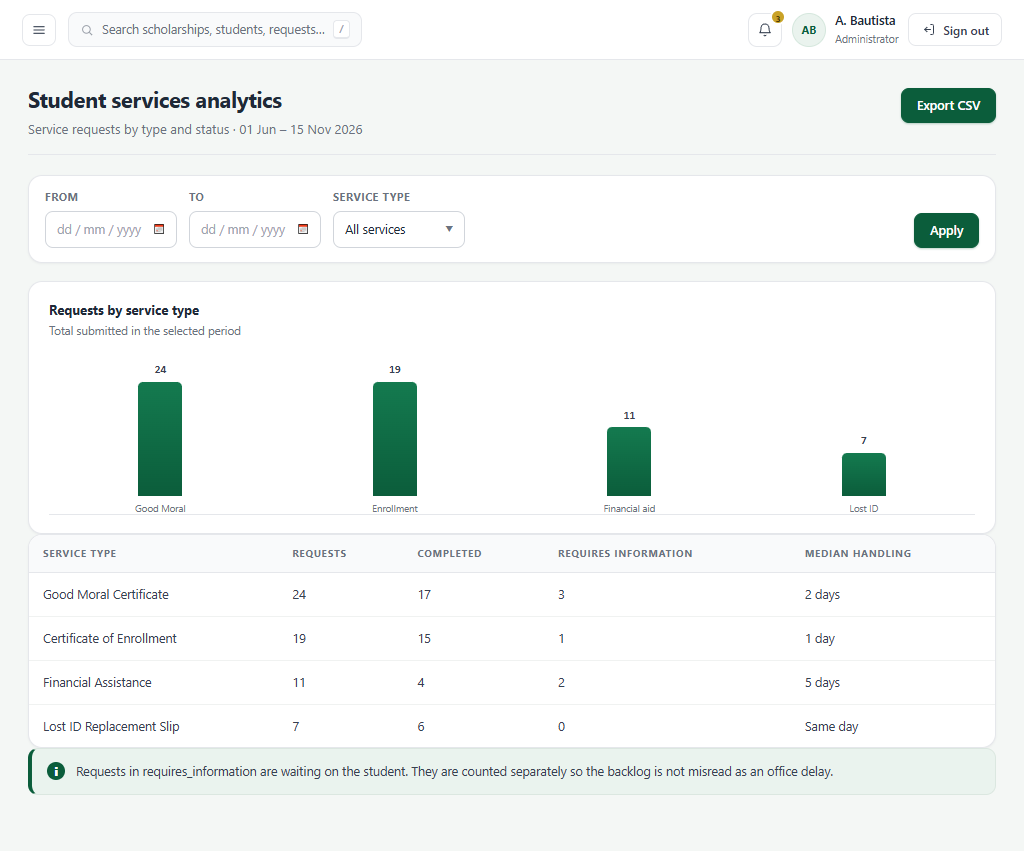 Search scholarships, students, requests... /
3
AB
A. Bautista
Administrator
Sign out
Student services analytics
Service requests by type and status · 01 Jun – 15 Nov 2026
Export CSV
FROM
TO
SERVICE TYPE
dd / mm / yyyy
dd / mm / yyyy
All services
Apply
Requests by service type
Total submitted in the selected period
24
19
11
7
Good Moral
Enrollment
Financial aid
Lost ID
SERVICE TYPE REQUESTS COMPLETED REQUIRES INFORMATION MEDIAN HANDLING
Good Moral Certificate 24 17 3 2 days
Certificate of Enrollment 19 15 1 1 day
Financial Assistance 11 4 2 5 days
Lost ID Replacement Slip 7 6 0 Same day
Requests in requires_information are waiting on the student. They are counted separately so the backlog is not misread as an office delay.